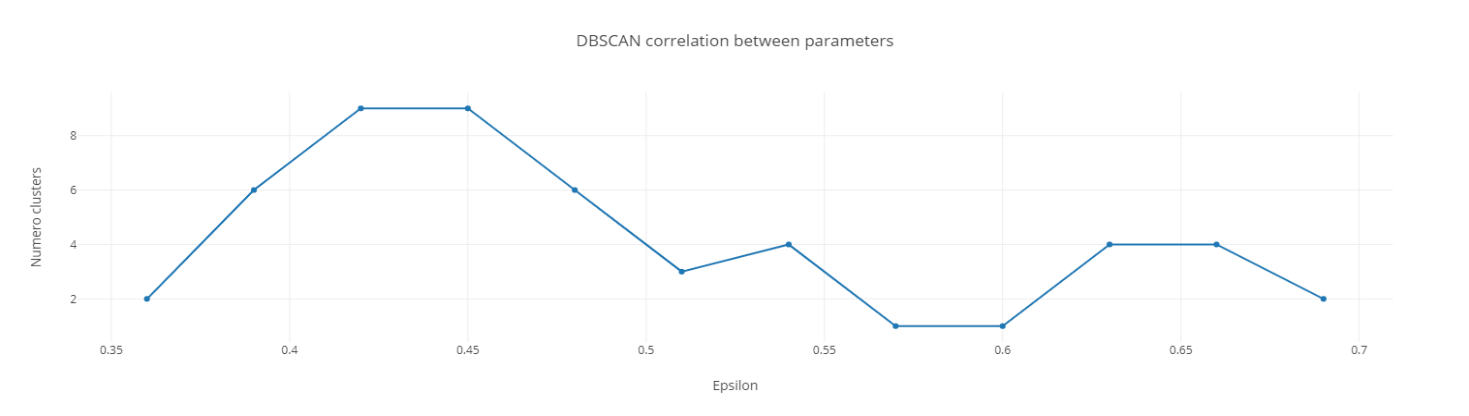 DBSCAN correlation between parameters
Numero clusters
8
6
4
2
0.35 0.4 0.45 0.5 0.55 0.6 0.65 0.7
Epsilon